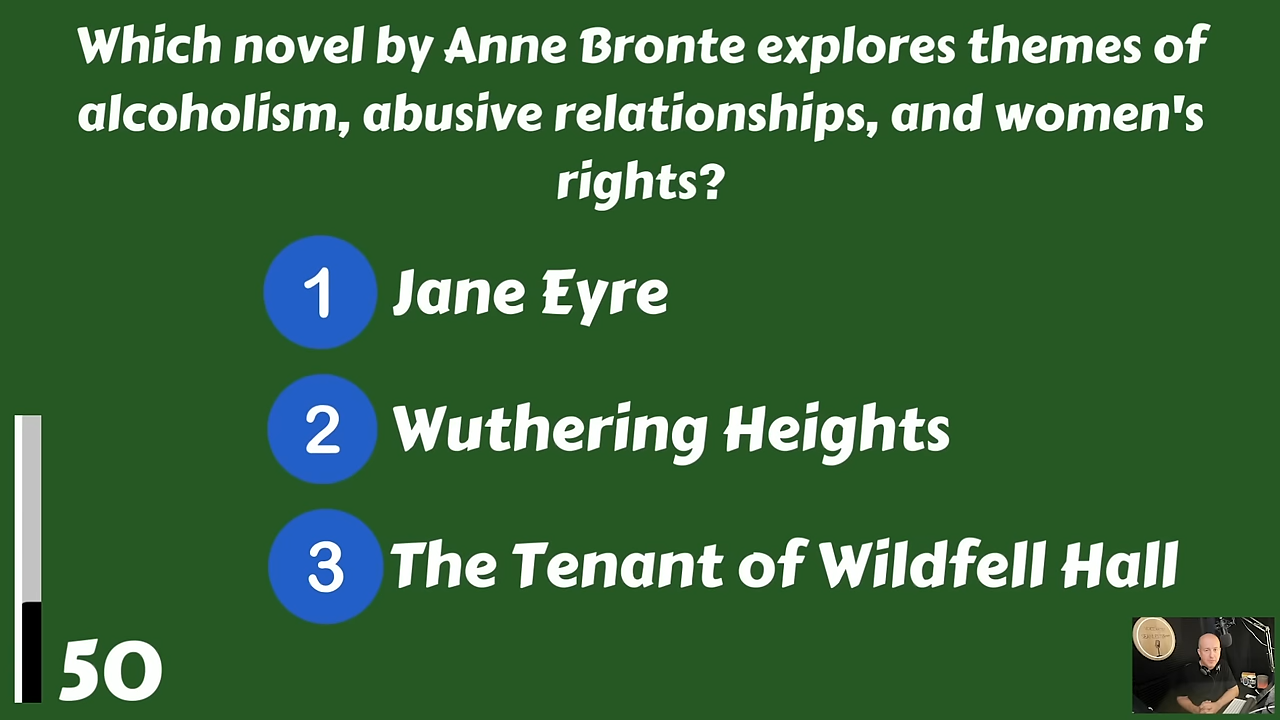 Which novel by Anne Bronte explores themes of
alcoholism, abusive relationships, and women's
rights?
1 Jane Eyre
2 Wuthering Heights
3 The Tenant of Wildfell Hall
50